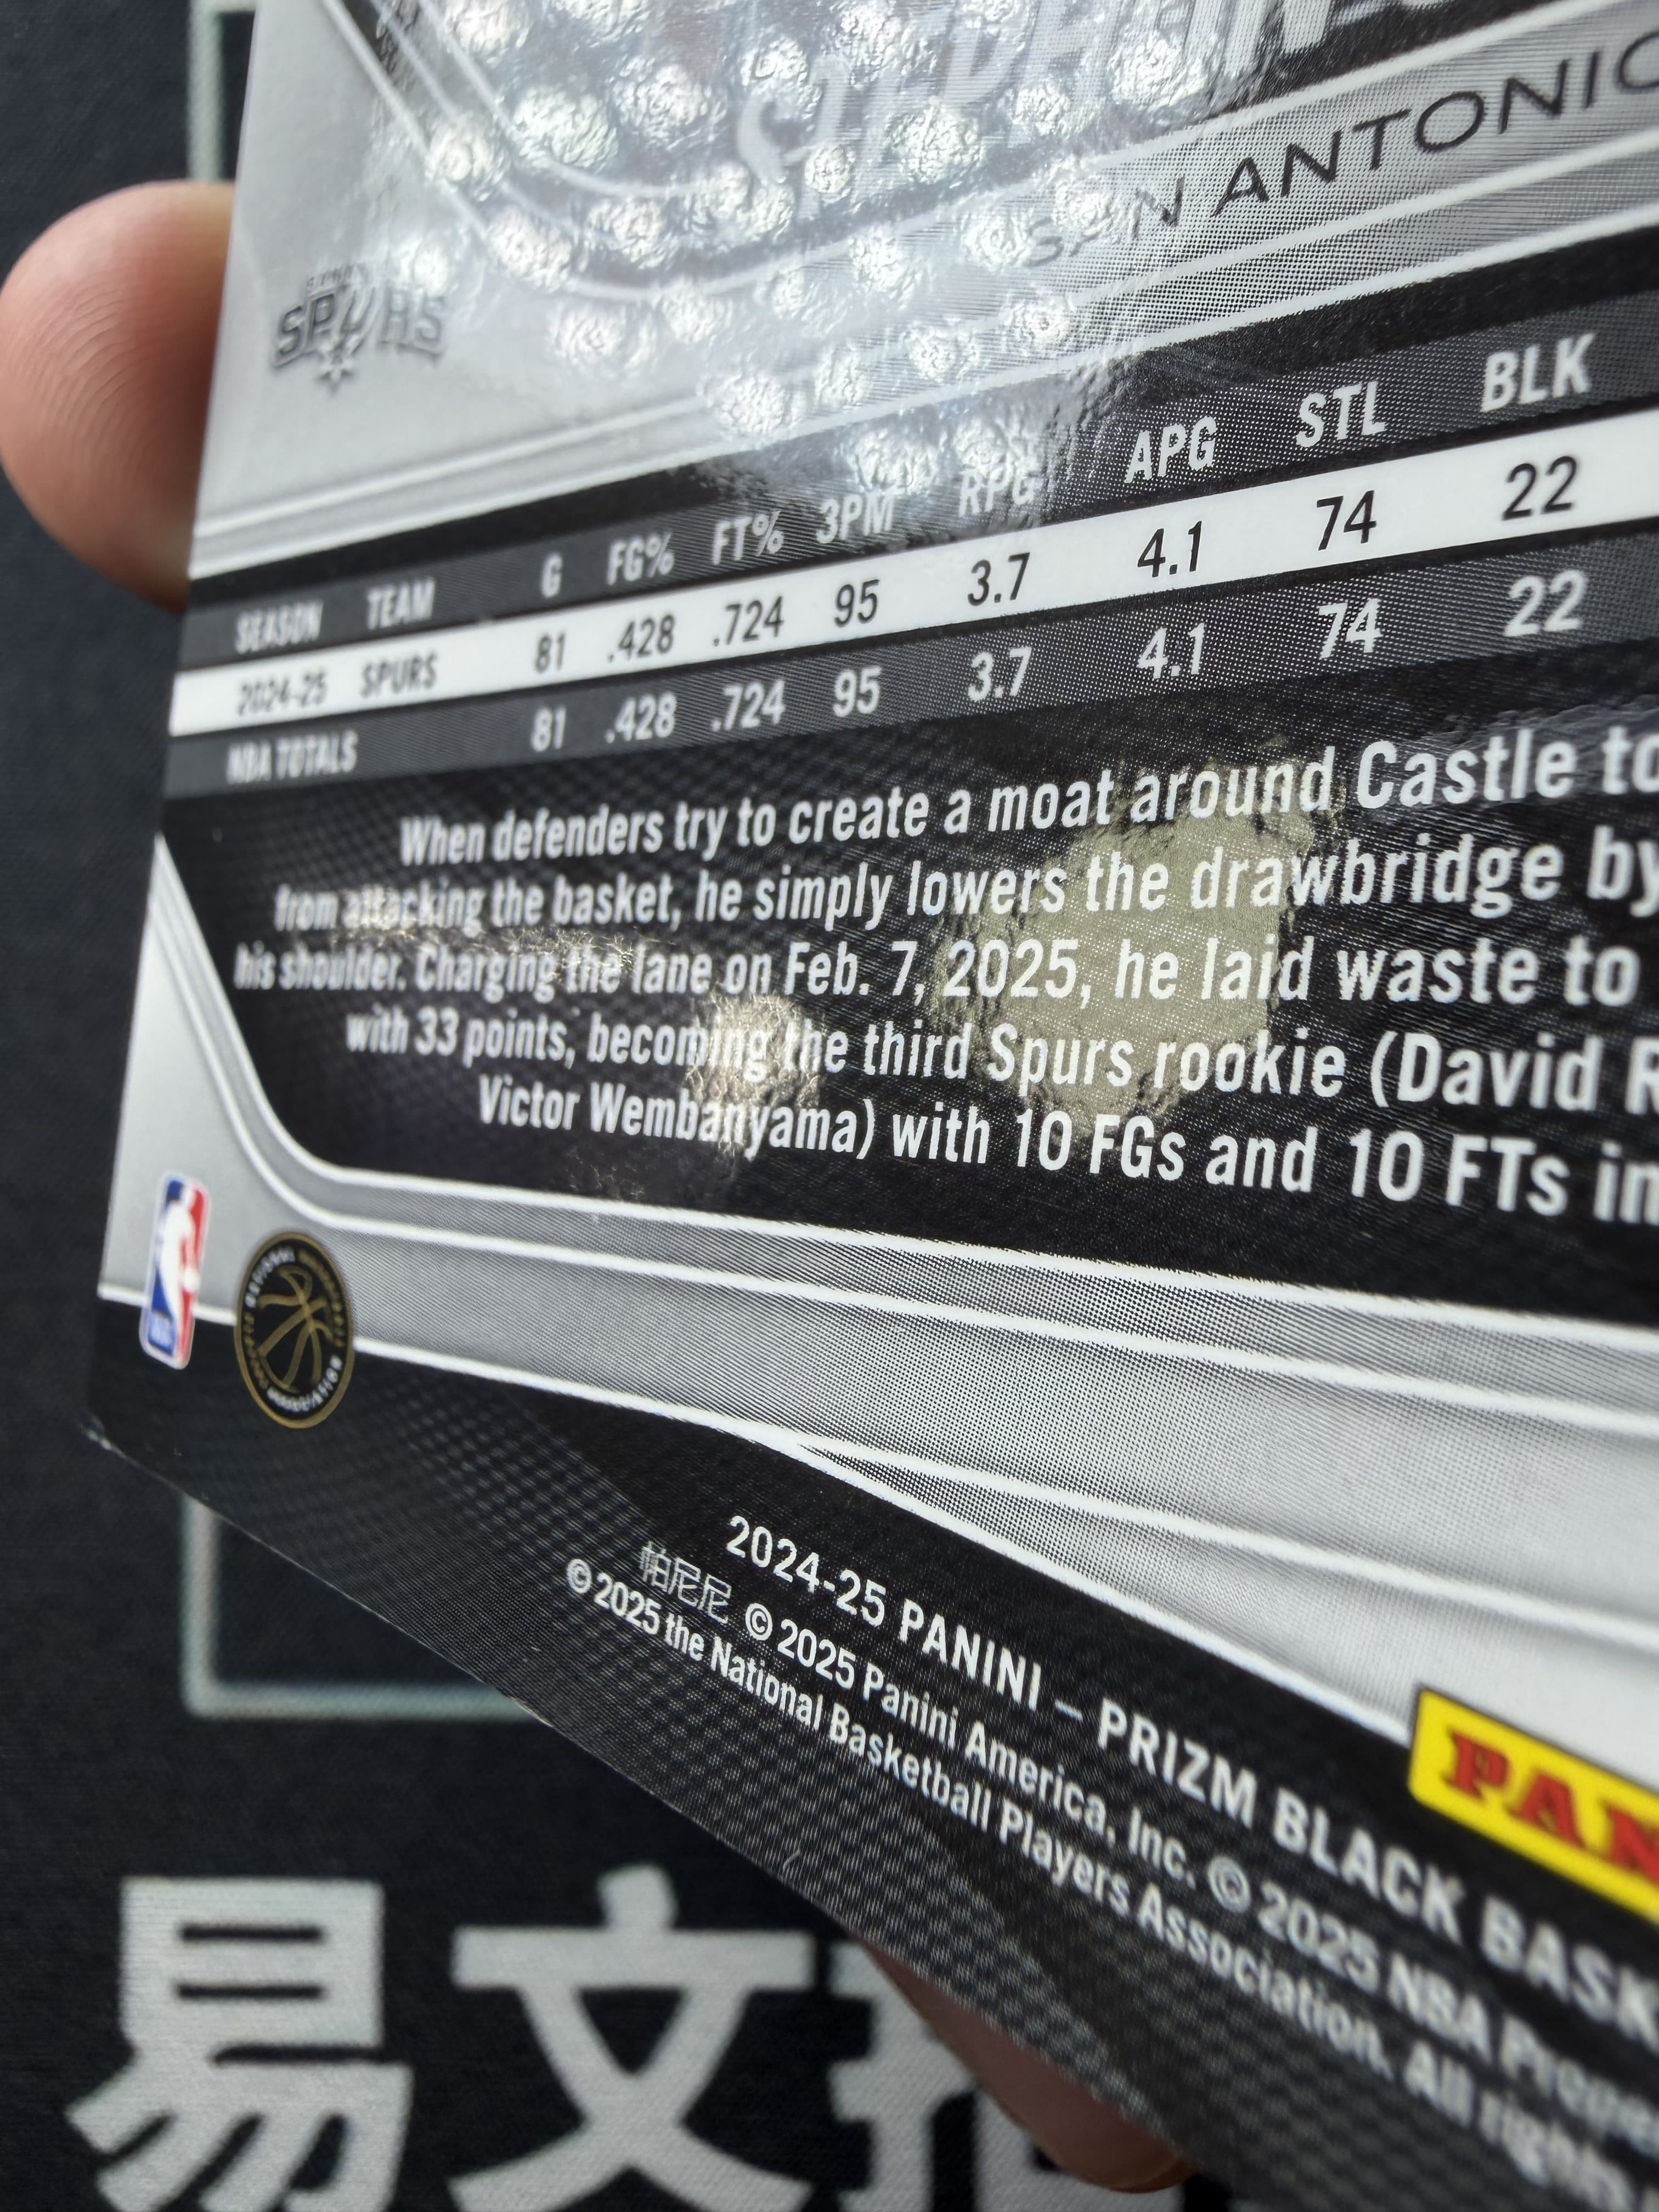 STEPHON
SAN ANTONIO
SPURS
SEASON TEAM G FG% FT% 3PM RPG APG STL BLK
2024-25 SPURS 81 .428 .724 95 3.7 4.1 74 22
NBA TOTALS 81 .428 .724 95 3.7 4.1 74 22
When defenders try to create a moat around Castle to
from attacking the basket, he simply lowers the drawbridge by
his shoulder. Charging the lane on Feb. 7, 2025, he laid waste to
with 33 points, becoming the third Spurs rookie (David R
Victor Wembanyama) with 10 FGs and 10 FTs in
2024-25 PANINI – PRIZM BLACK BASK
帕尼尼 © 2025 Panini America, Inc. © 2025 NBA Prope
© 2025 the National Basketball Players Association. All rights
PAN
易文